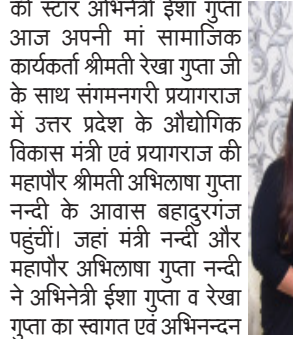 की स्टार अभिनेत्री ईशा गुप्ता
आज अपनी मां सामाजिक
कार्यकर्ता श्रीमती रेखा गुप्ता जी
के साथ संगमनगरी प्रयागराज
में उत्तर प्रदेश के औद्योगिक
विकास मंत्री एवं प्रयागराज की
महापौर श्रीमती अभिलाषा गुप्ता
नन्दी के आवास बहादुरगंज
पहुंचीं। जहां मंत्री नन्दी और
महापौर अभिलाषा गुप्ता नन्दी
ने अभिनेत्री ईशा गुप्ता व रेखा
गुप्ता का स्वागत एवं अभिनन्दन